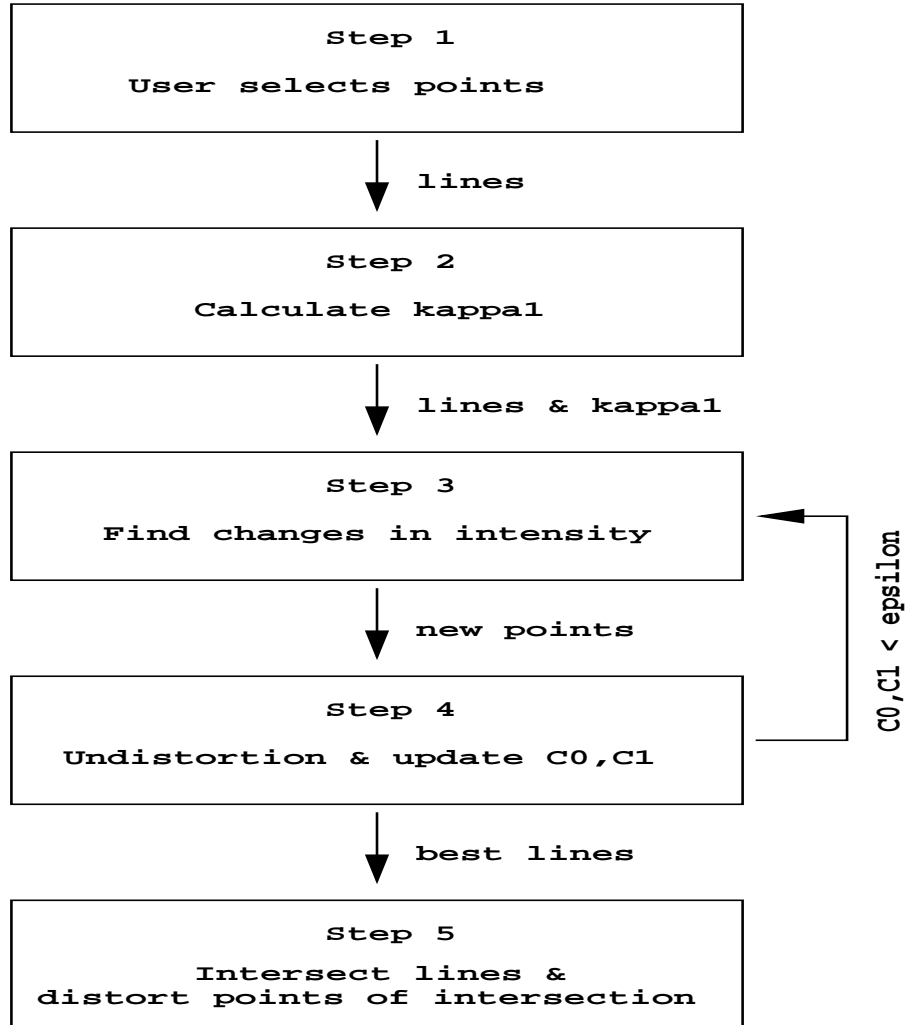 Step 1
User selects points
lines
Step 2
Calculate kappa1
lines & kappa1
Step 3
Find changes in intensity
new points
C0,C1 < epsilon
Step 4
Undistortion & update C0,C1
best lines
Step 5
Intersect lines &
distort points of intersection